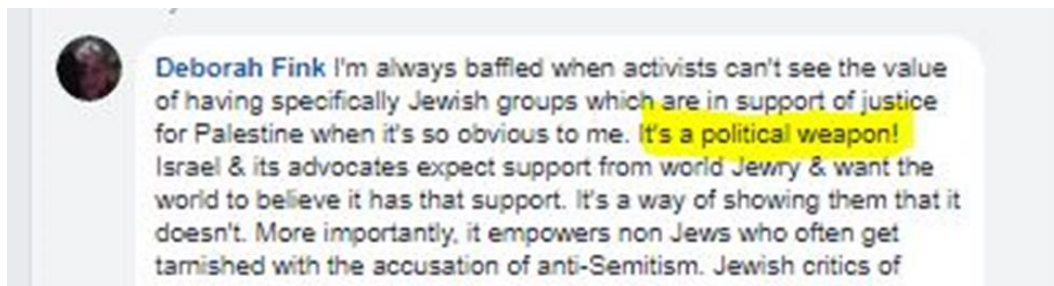 Deborah Fink I'm always baffled when activists can't see the value
of having specifically Jewish groups which are in support of justice
for Palestine when it's so obvious to me. It's a political weapon!
Israel & its advocates expect support from world Jewry & want the
world to believe it has that support. It's a way of showing them that it
doesn't. More importantly, it empowers non Jews who often get
tarnished with the accusation of anti-Semitism. Jewish critics of